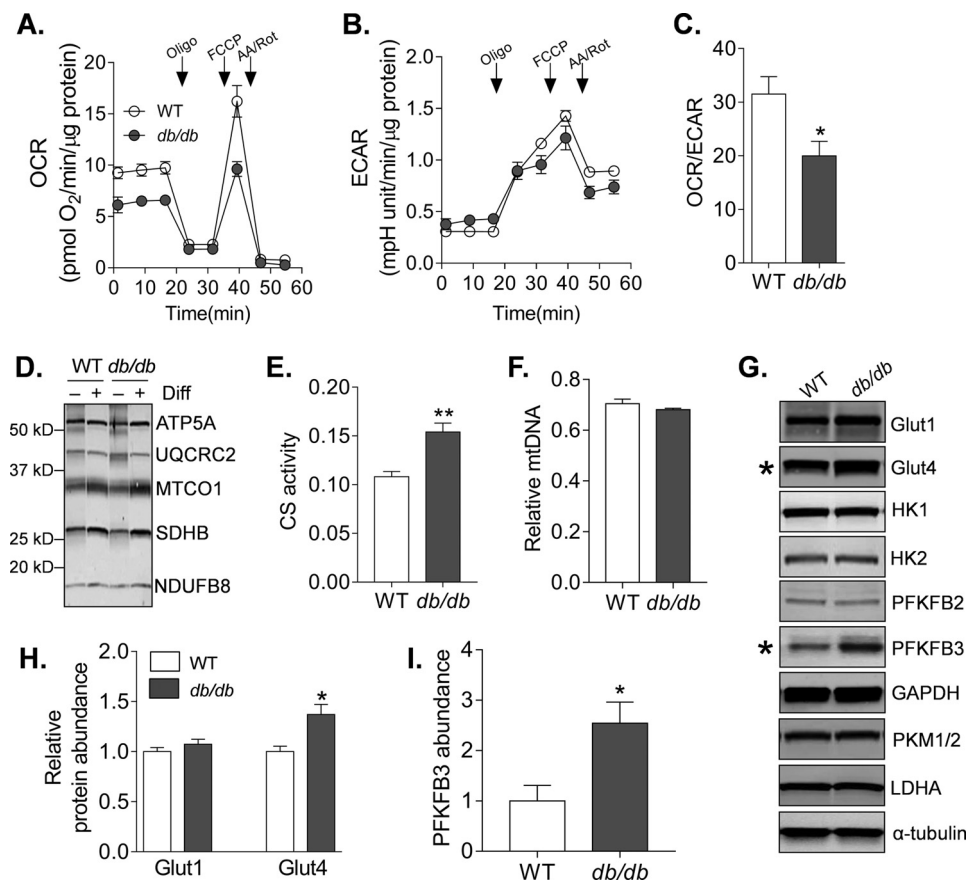 A.
Oligo
FCCP
AA/Rot
20
15
10
5
0
OCR
(pmol O2/min/µg protein)
WT
db/db
0 10 20 30 40 50 60
Time(min)
B.
Oligo
FCCP
AA/Rot
2.0
1.5
1.0
0.5
0.0
ECAR
(mpH unit/min/µg protein)
0 10 20 30 40 50 60
Time(min)
C.
40
30
20
10
0
OCR/ECAR
*
WT db/db
D.
WT db/db
– + – + Diff
50 kD
37 kD
25 kD
20 kD
ATP5A
UQCRC2
MTCO1
SDHB
NDUFB8
E.
0.20
0.15
0.10
0.05
0.00
CS activity
**
WT db/db
F.
0.8
0.6
0.4
0.2
0.0
Relative mtDNA
WT db/db
G.
WT db/db
Glut1
* Glut4
HK1
HK2
PFKFB2
* PFKFB3
GAPDH
PKM1/2
LDHA
α-tubulin
H.
WT
db/db
2.0
1.5
1.0
0.5
0.0
Relative
protein abundance
*
Glut1 Glut4
I.
4
3
2
1
0
PFKFB3 abundance
*
WT db/db